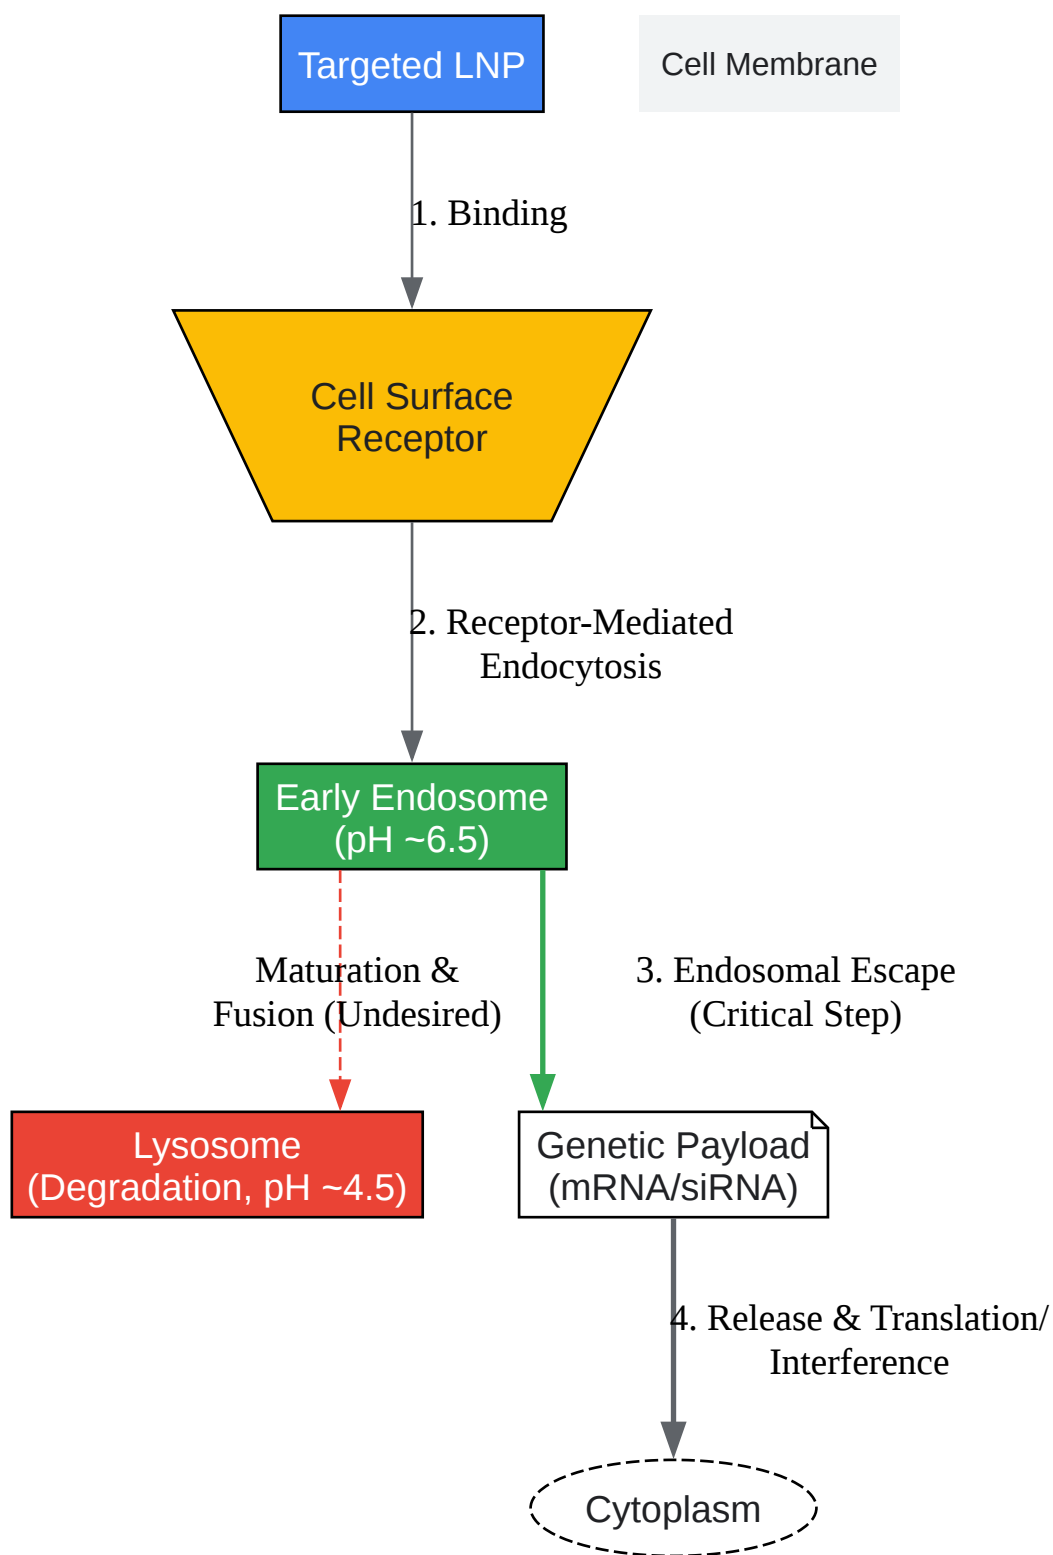 Targeted LNP
Cell Membrane
1. Binding
Cell Surface
Receptor
2. Receptor-Mediated
Endocytosis
Early Endosome
(pH ~6.5)
Maturation &
Fusion (Undesired)
3. Endosomal Escape
(Critical Step)
Lysosome
(Degradation, pH ~4.5)
Genetic Payload
(mRNA/siRNA)
4. Release & Translation/
Interference
Cytoplasm